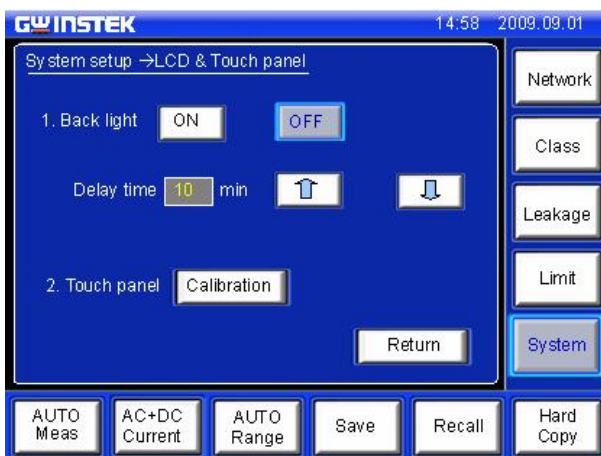 GWINSTEK 14:58 2009.09.01
System setup →LCD & Touch panel
1. Back light ON OFF
Delay time 10 min
2. Touch panel Calibration
Return
Network
Class
Leakage
Limit
System
AUTO Meas
AC+DC Current
AUTO Range
Save
Recall
Hard Copy